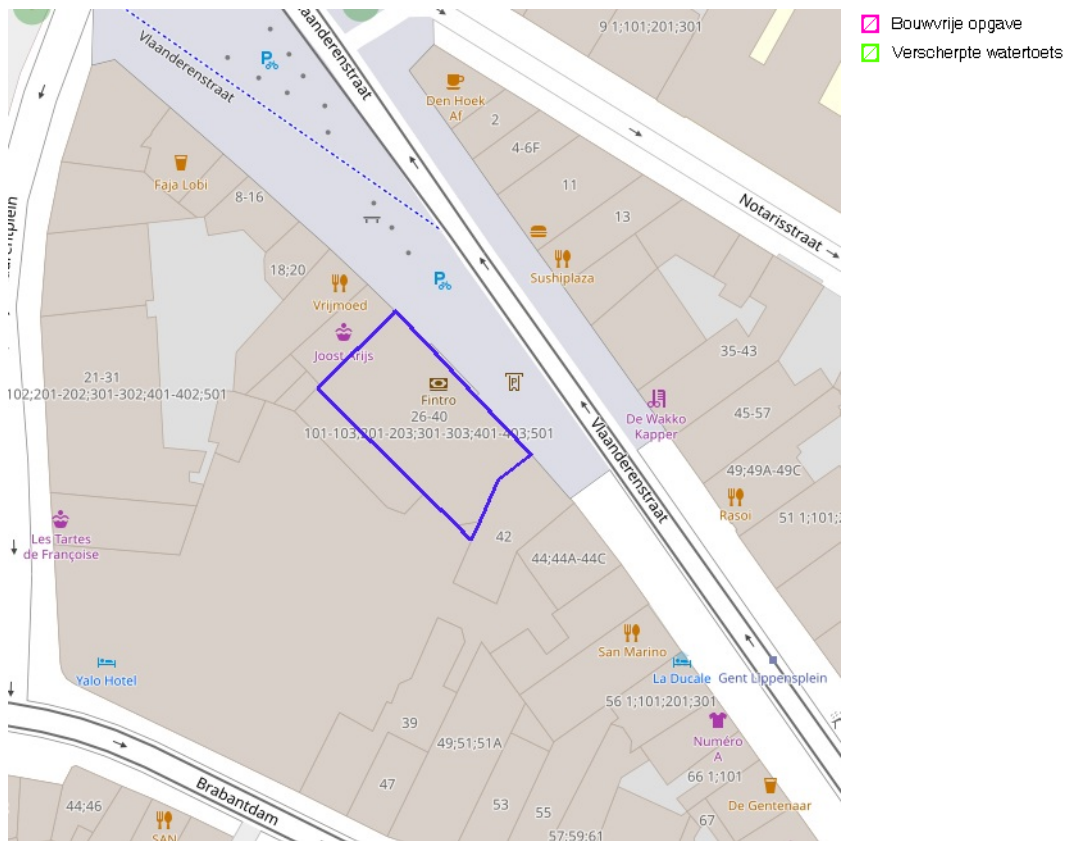 Bouwvrije opgave
Verscherpte watertoets
Vlaanderenstraat
Vlaanderenstraat
9 1;101;201;301
Den Hoek
Af
2
4-6F
11
13
Notarisstraat
Faja Lobi
8-16
18;20
Vrijmoed
Joost Arijs
Sushiplaza
35-43
21-31
102;201-202;301-302;401-402;501
Fintro
26-40
101-103;201-203;301-303;401-403;501
De Wakko
Kapper
45-57
Vlaanderenstraat
49;49A-49C
Rasoi
51 1;101;2
Les Tartes
de Françoise
42
44;44A-44C
San Marino
La Ducale
Gent Lippensplein
Yalo Hotel
56 1;101;201;301
39
49;51;51A
Numéro
A
47
66 1;101
De Gentenaar
Brabantdam
44;46
53
55
67
SAN
57;59;61